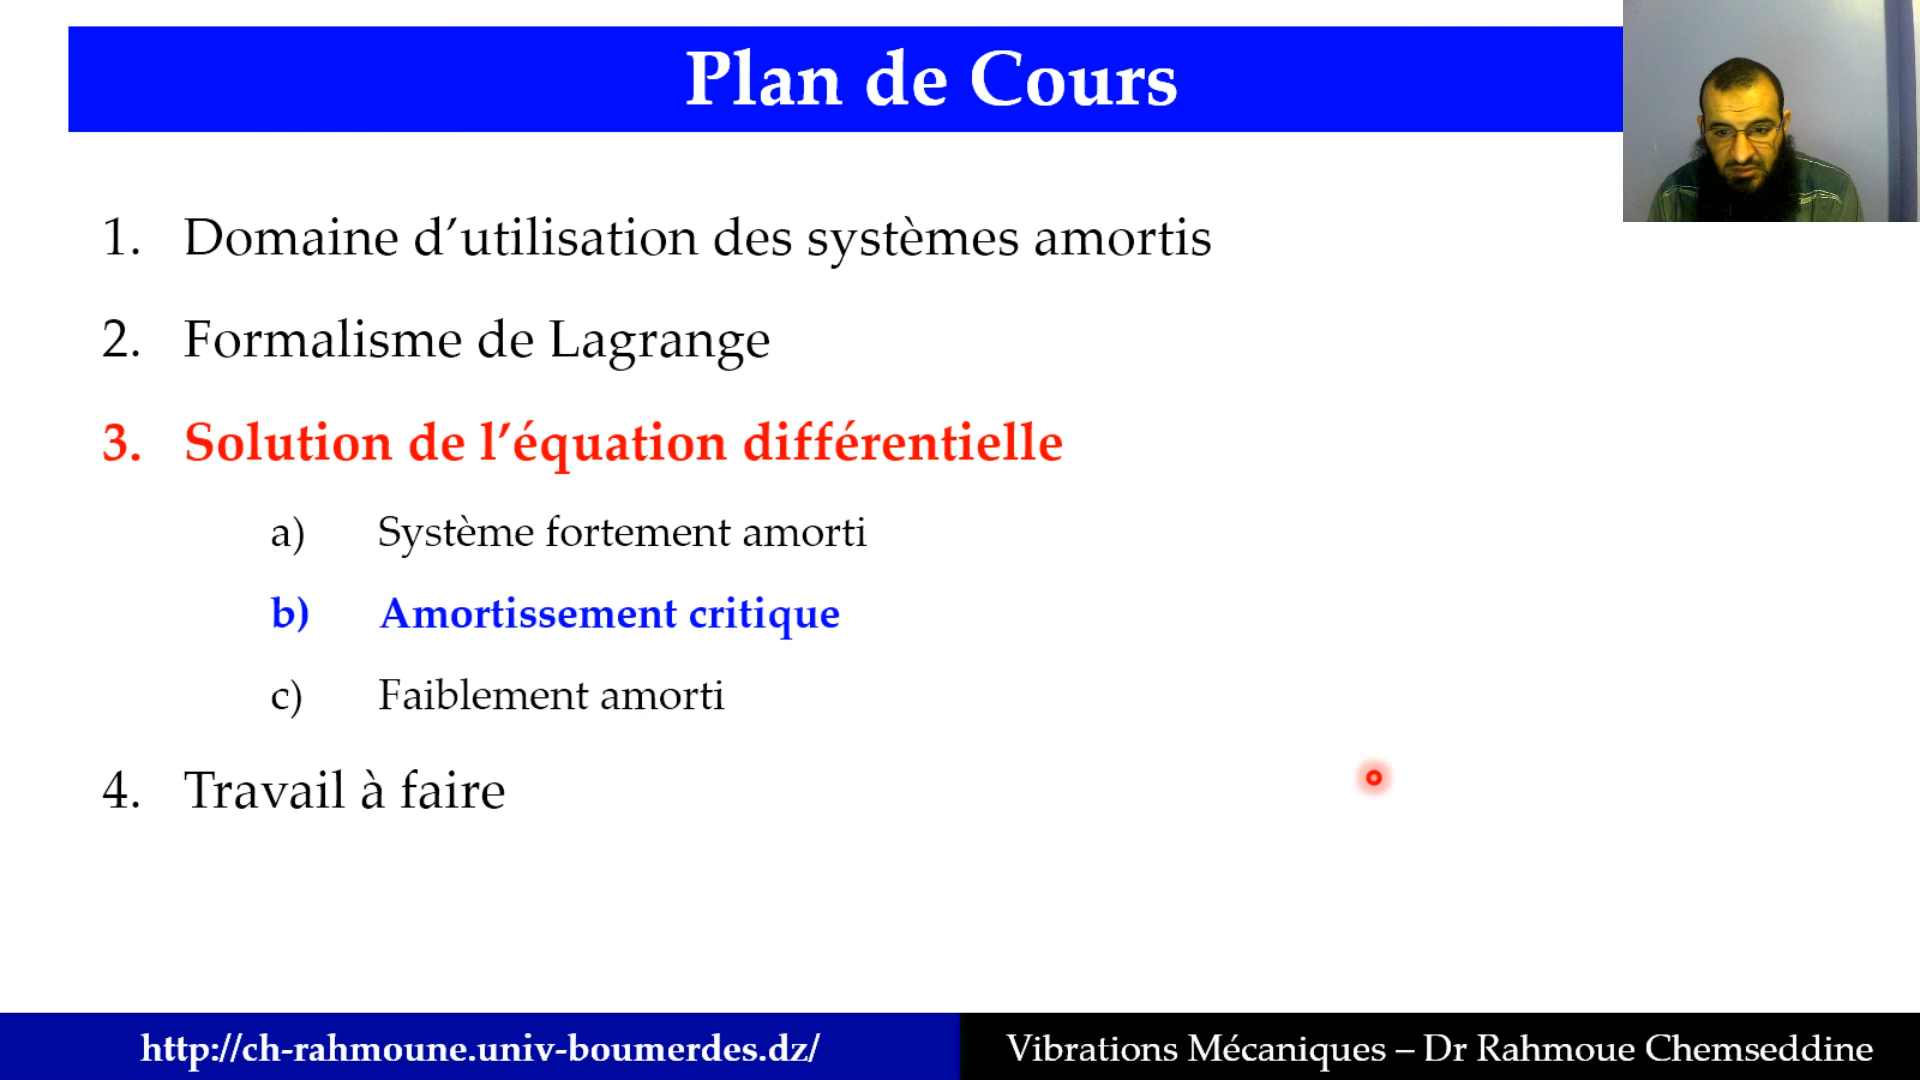 Plan de Cours
1. Domaine d’utilisation des systèmes amortis
2. Formalisme de Lagrange
3. Solution de l’équation différentielle
a) Système fortement amorti
b) Amortissement critique
c) Faiblement amorti
4. Travail à faire
http://ch-rahmoune.univ-boumerdes.dz/
Vibrations Mécaniques – Dr Rahmoue Chemseddine